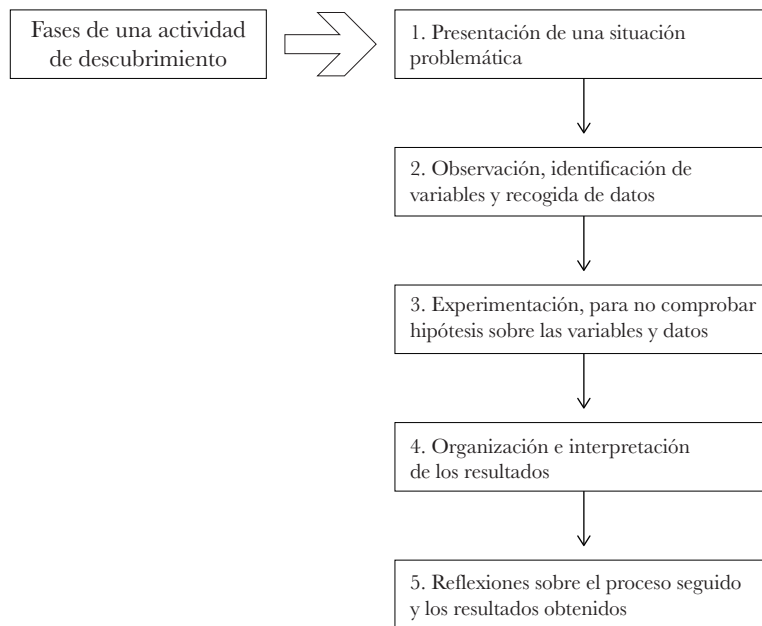 Fases de una actividad
de descubrimiento
1. Presentación de una situación
problemática
2. Observación, identificación de
variables y recogida de datos
3. Experimentación, para no comprobar
hipótesis sobre las variables y datos
4. Organización e interpretación
de los resultados
5. Reflexiones sobre el proceso seguido
y los resultados obtenidos